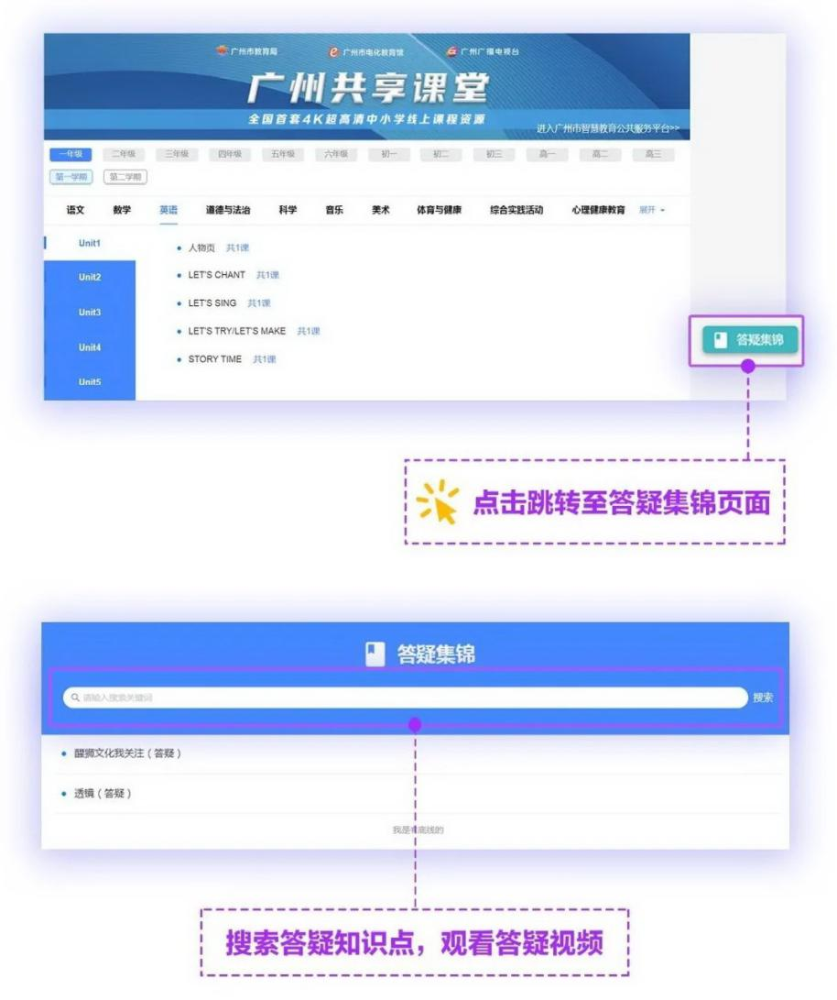 广州市教育局 广州市电化教育馆 广州广播电视台
广州共享课堂
全国首套4K超高清中小学线上课程资源
进入广州市智慧教育公共服务平台>>
一年级 二年级 三年级 四年级 五年级 六年级 初一 初二 初三 高一 高二 高三
第一学期 第二学期
语文 数学 英语 道德与法治 科学 音乐 美术 体育与健康 综合实践活动 心理健康教育 展开
Unit1
Unit2
Unit3
Unit4
Unit5
人物页 共1课
LET'S CHANT 共1课
LET'S SING 共1课
LET'S TRY/LET'S MAKE 共1课
STORY TIME 共1课
答疑集锦
点击跳转至答疑集锦页面
答疑集锦
请输入搜索关键词 搜索
醒狮文化我关注(答疑)
透镜(答疑)
我是有底线的
搜索答疑知识点，观看答疑视频